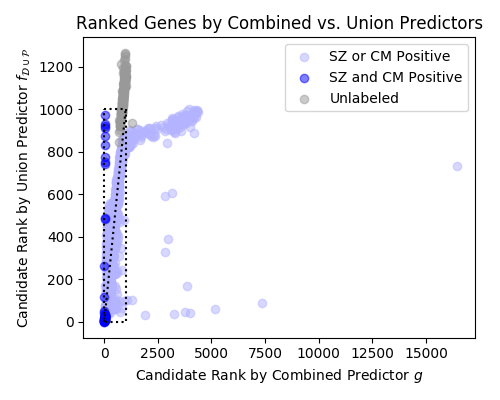 Ranked Genes by Combined vs. Union Predictors
SZ or CM Positive
SZ and CM Positive
Unlabeled
Candidate Rank by Union Predictor f_{D∪P}
1200
1000
800
600
400
200
0
0 2500 5000 7500 10000 12500 15000
Candidate Rank by Combined Predictor g